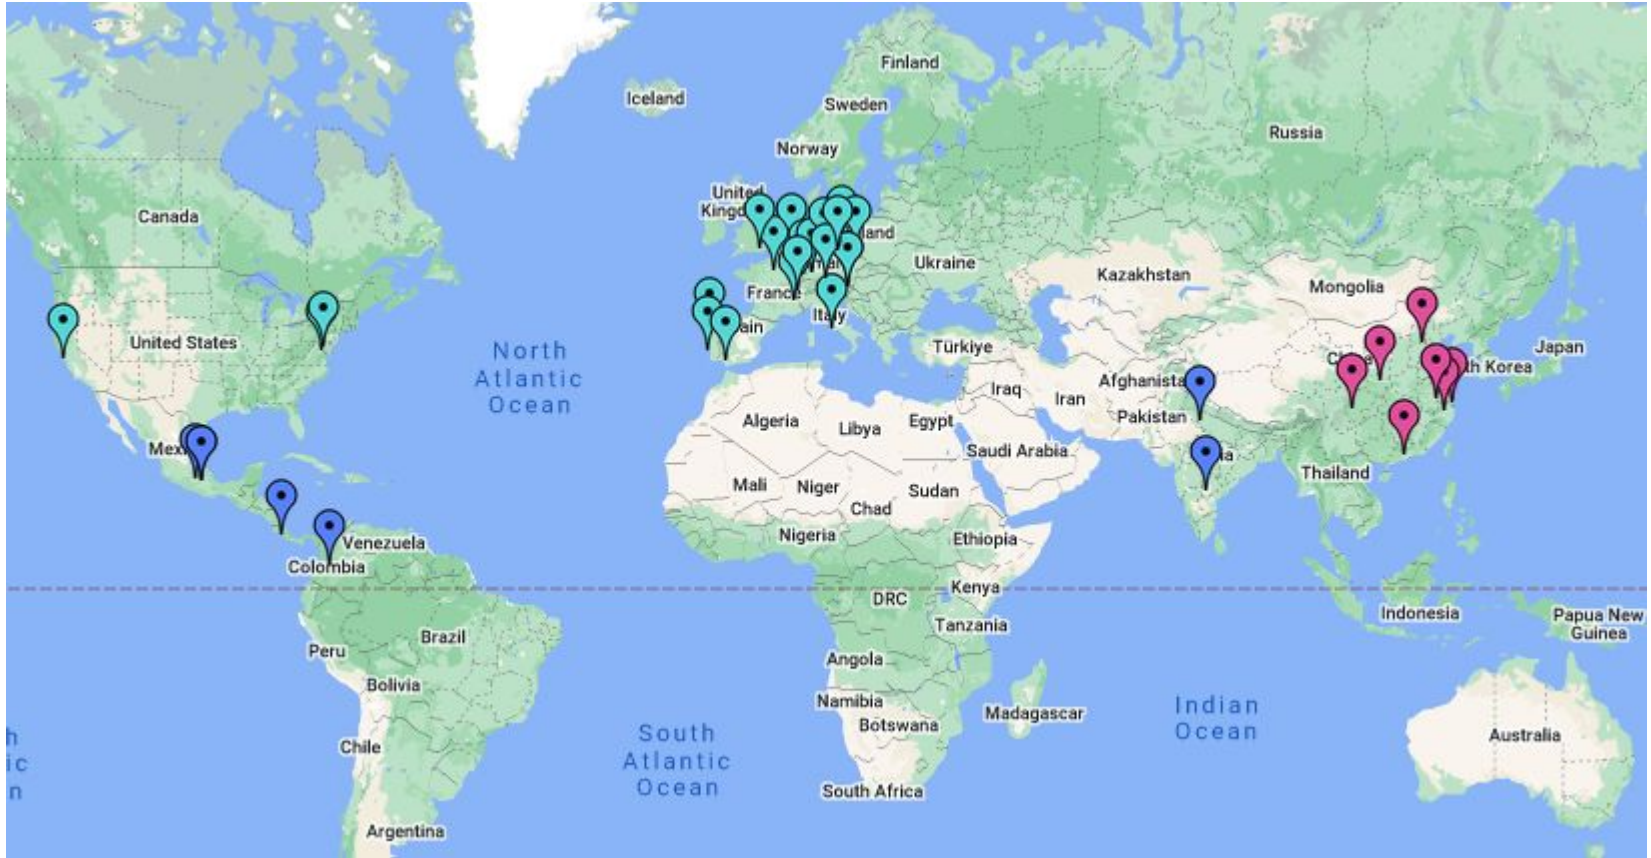 Finland
Iceland
Sweden
Russia
Norway
United
Kingd
Canada
land
Ukraine
Kazakhstan
Mongolia
France
Italy
ain
United States
North
Atlantic
Ocean
Türkiye
Japan
th Korea
Iraq
Iran
Afghanista
Pakistan
Algeria
Libya
Egypt
Saudi Arabia
Mexi
Mali
Niger
Sudan
Chad
Thailand
Nigeria
Ethiopia
Venezuela
Colombia
Kenya
DRC
Tanzania
Indonesia
Papua New
Guinea
Brazil
Peru
Bolivia
Angola
Namibia
Botswana
Madagascar
Indian
Ocean
Chile
South
Atlantic
Ocean
Australia
South Africa
Argentina